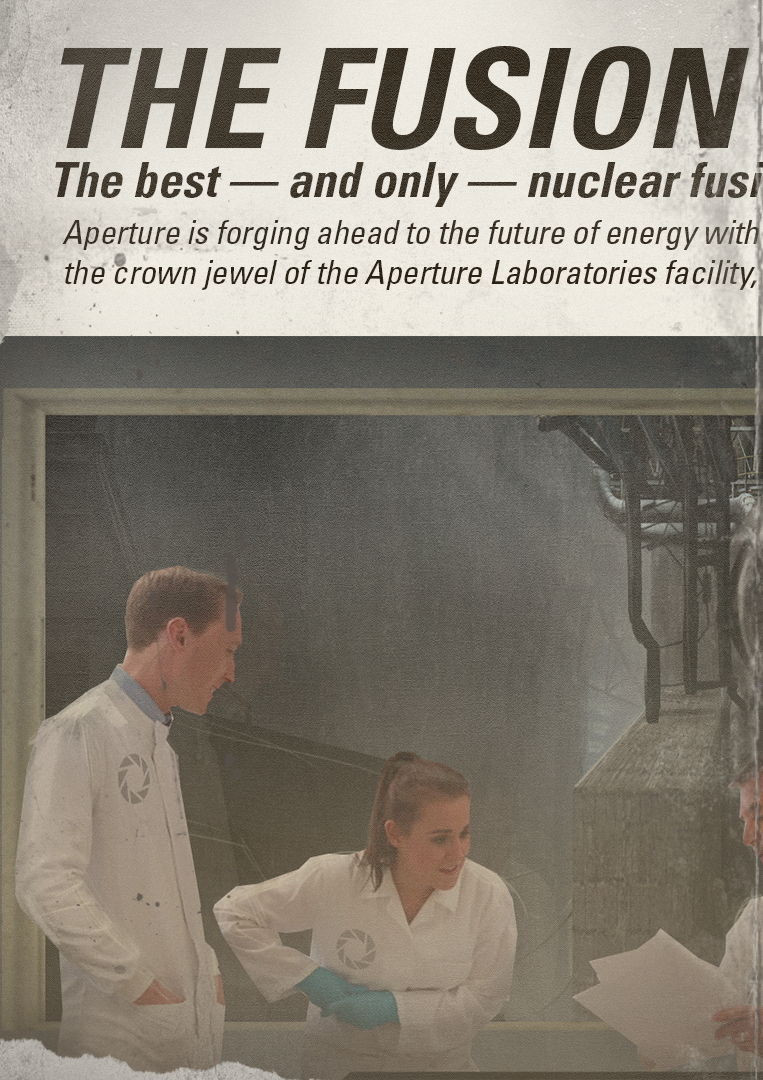 THE FUSION
The best — and only — nuclear fusi
Aperture is forging ahead to the future of energy with
the crown jewel of the Aperture Laboratories facility,